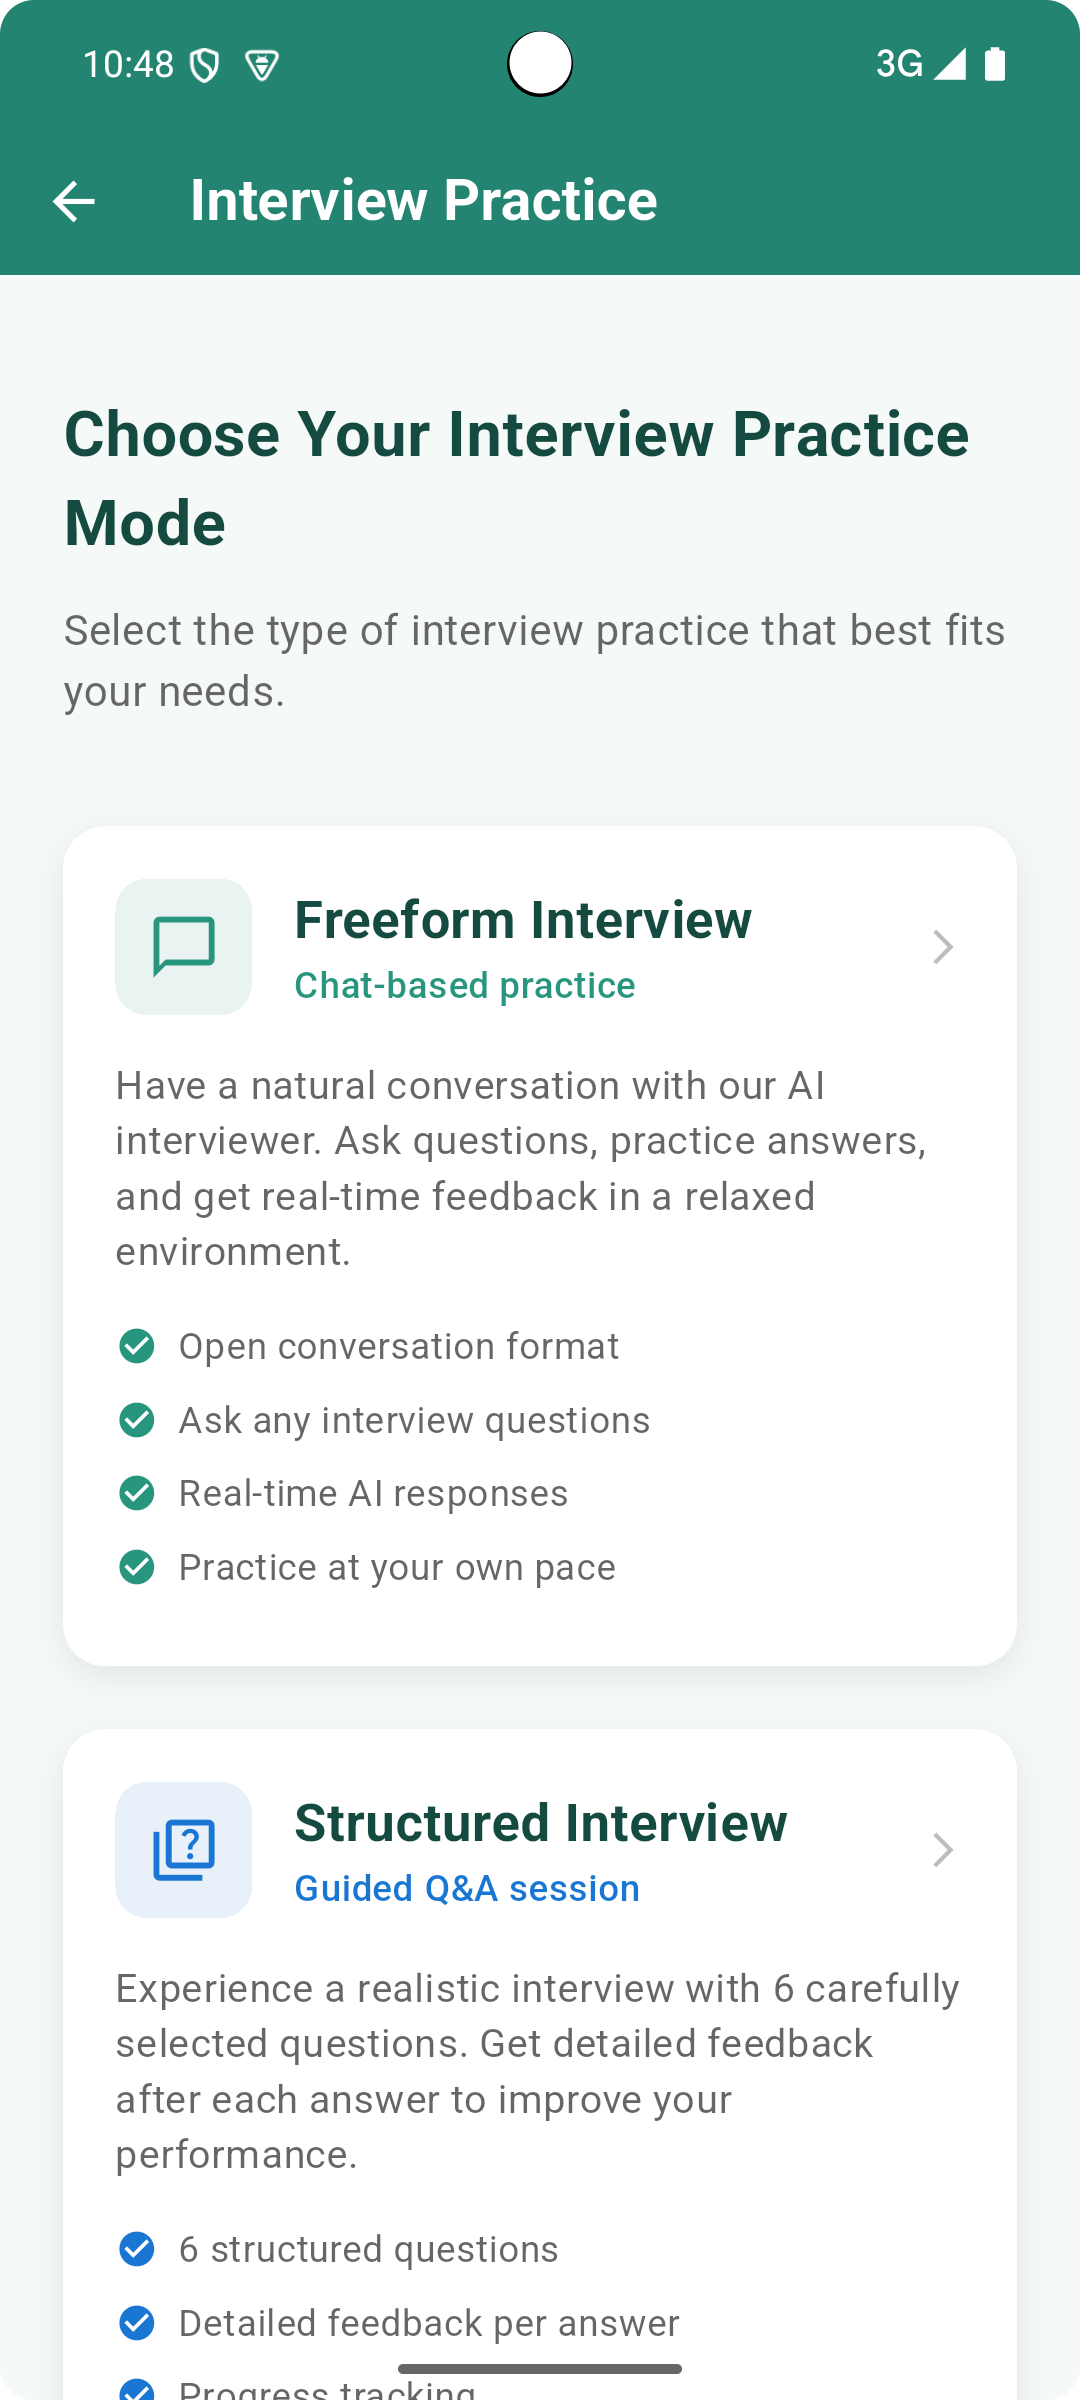 10:48
3G
Interview Practice
Choose Your Interview Practice
Mode
Select the type of interview practice that best fits
your needs.
Freeform Interview
Chat-based practice
Have a natural conversation with our AI
interviewer. Ask questions, practice answers,
and get real-time feedback in a relaxed
environment.
Open conversation format
Ask any interview questions
Real-time AI responses
Practice at your own pace
Structured Interview
Guided Q&A session
Experience a realistic interview with 6 carefully
selected questions. Get detailed feedback
after each answer to improve your
performance.
6 structured questions
Detailed feedback per answer
Progress tracking